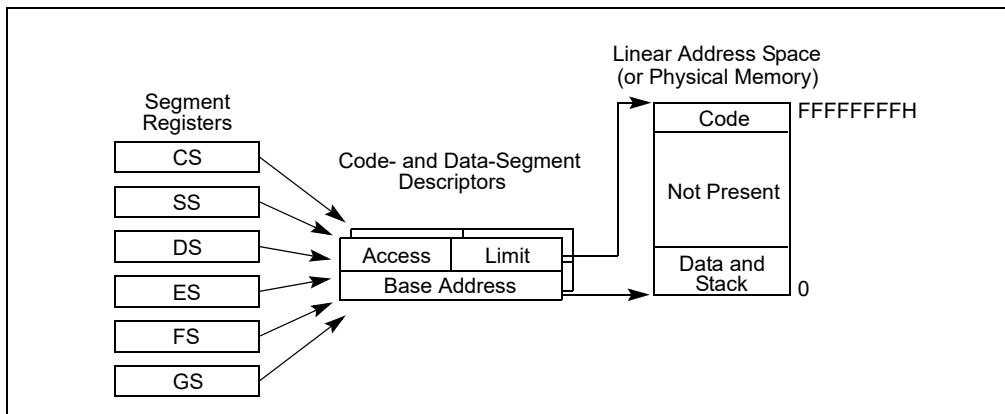 Linear Address Space
(or Physical Memory)
Segment
Registers
FFFFFFFFH
Code
CS
Code- and Data-Segment
Descriptors
SS
Not Present
DS
Access
Limit
Data and
Stack
Base Address
0
ES
FS
GS